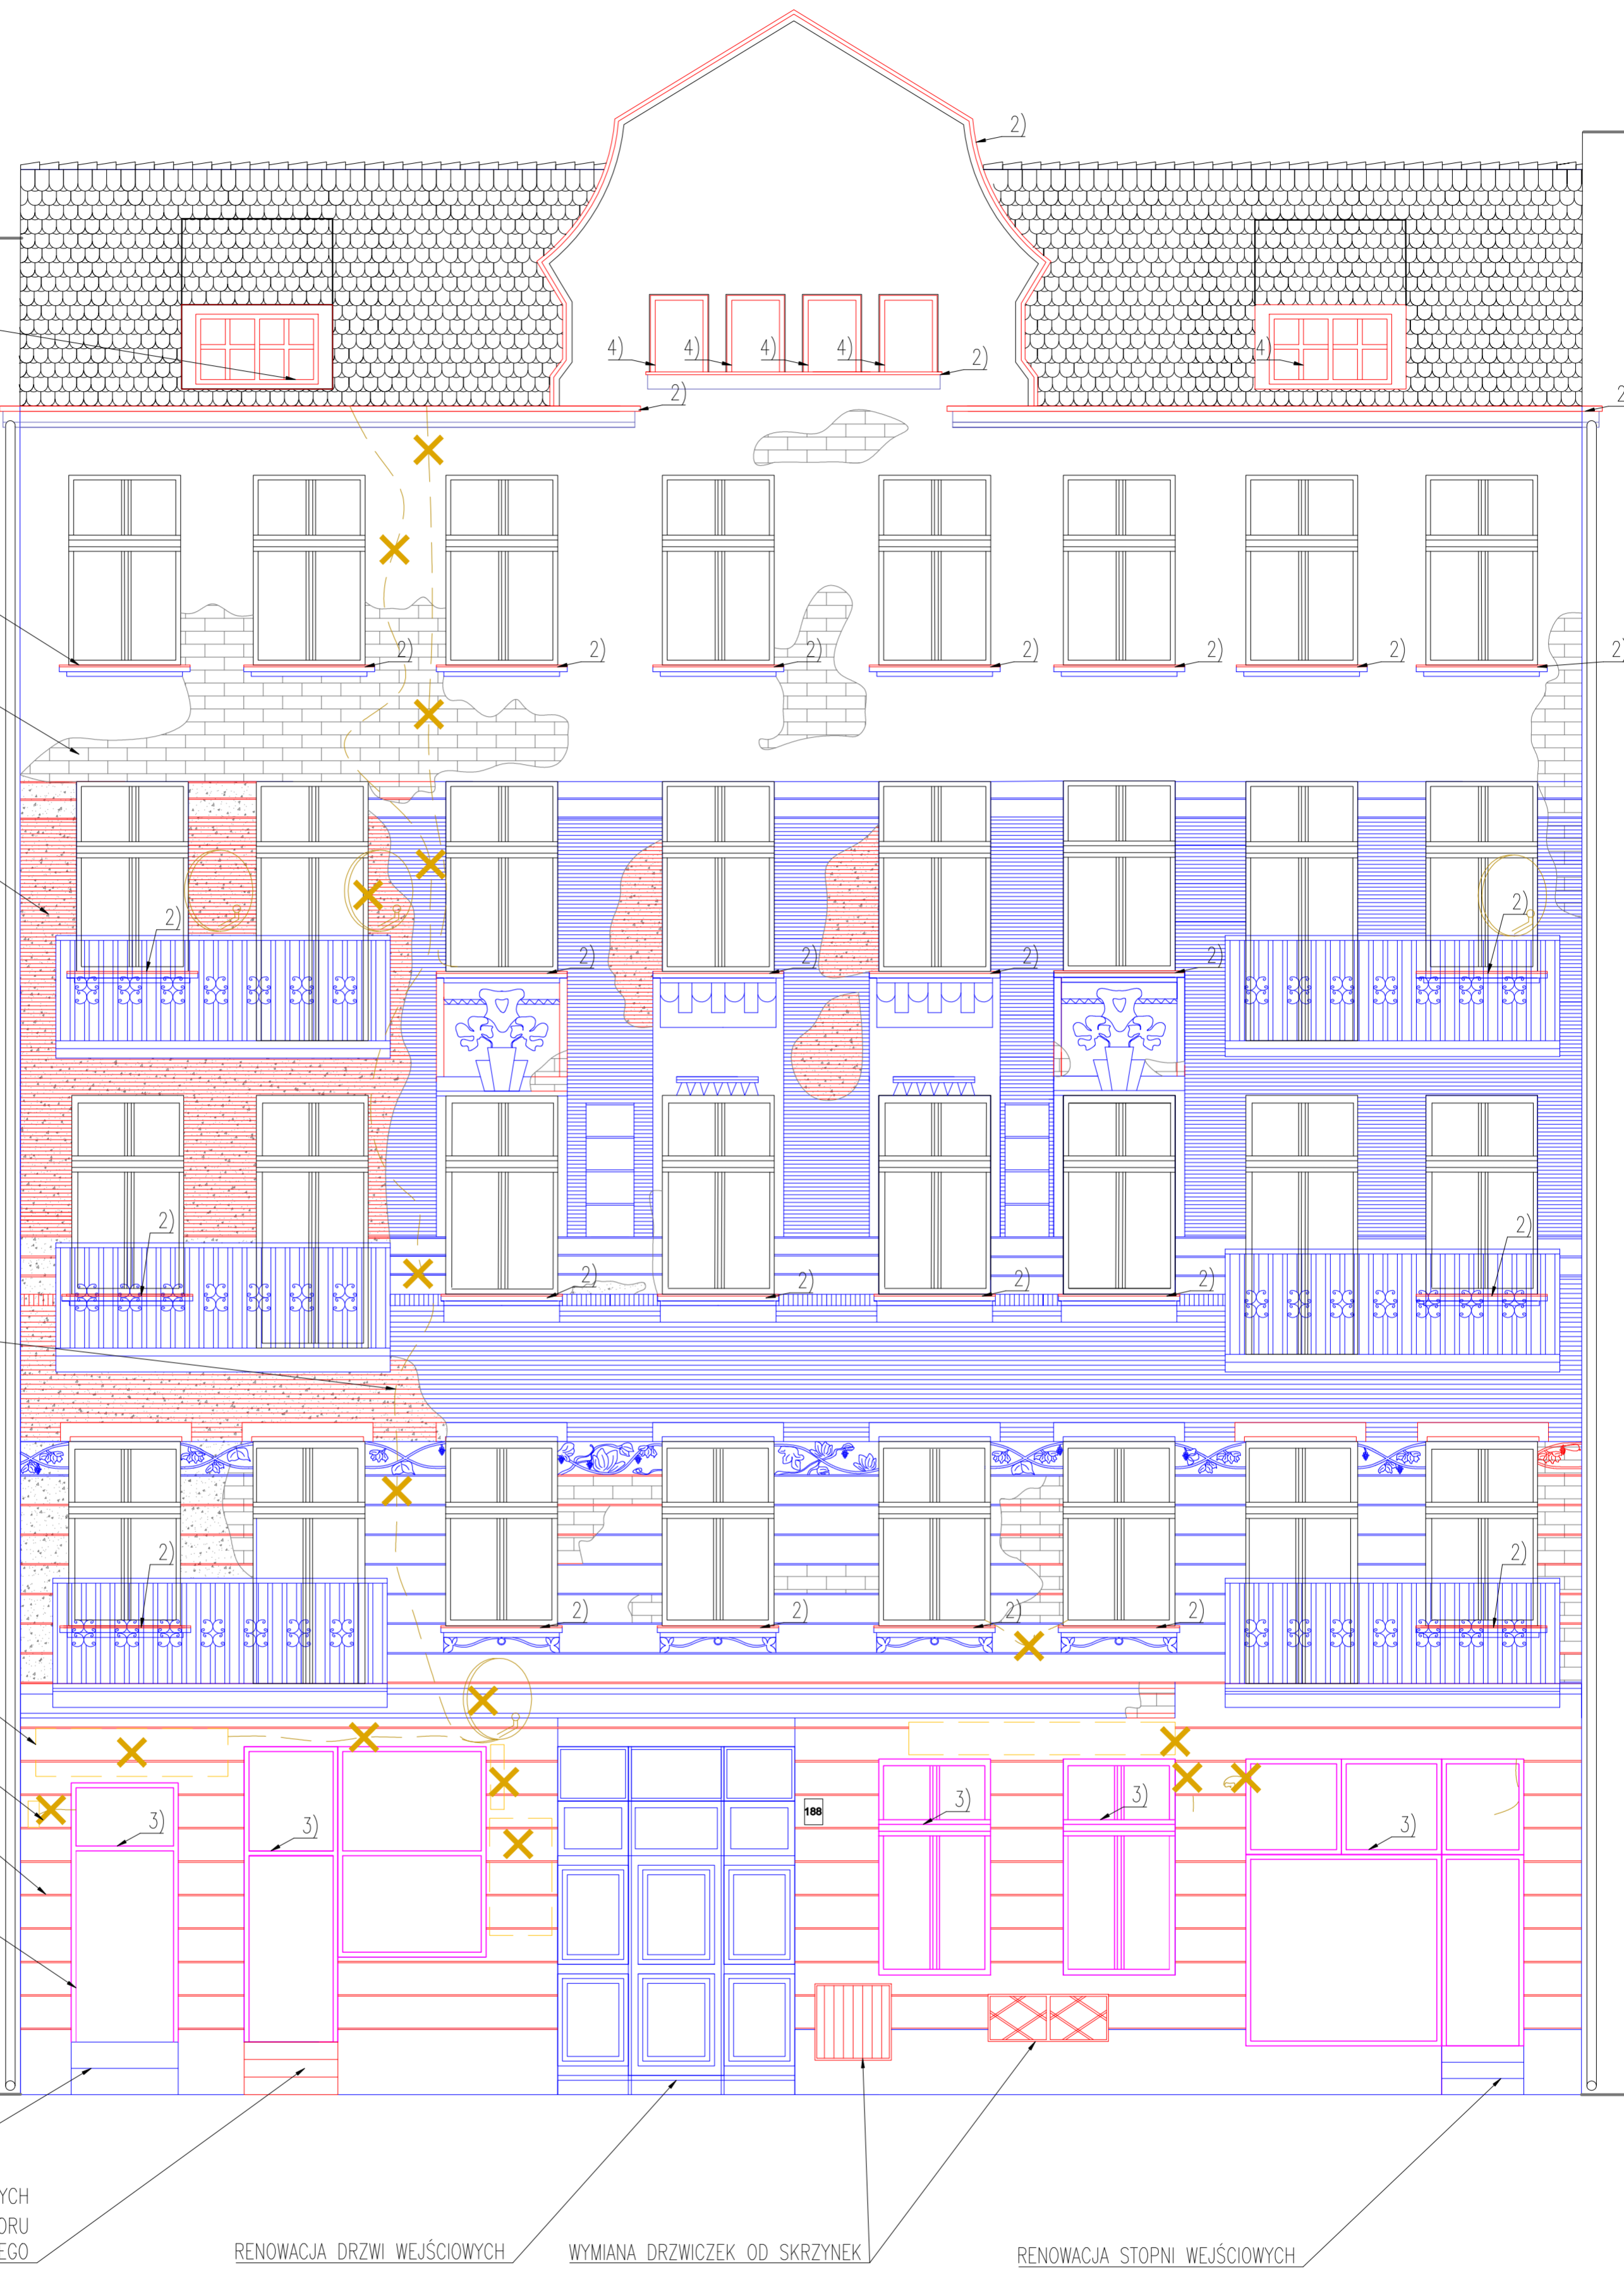 2)
4) 4) 4) 4) 4)
2)
2)
2
2) 2) 2) 2) 2) 2) 2)
2) 2)
2) 2) 2) 2)
2) 2)
2) 2) 2) 2)
2) 2)
2) 2) 2) 2)
3) 3)
188
3) 3) 3)
YCH
ORU
EGO
RENOWACJA DRZWI WEJŚCIOWYCH
WYMIANA DRZWICZEK OD SKRZYNEK
RENOWACJA STOPNI WEJŚCIOWYCH